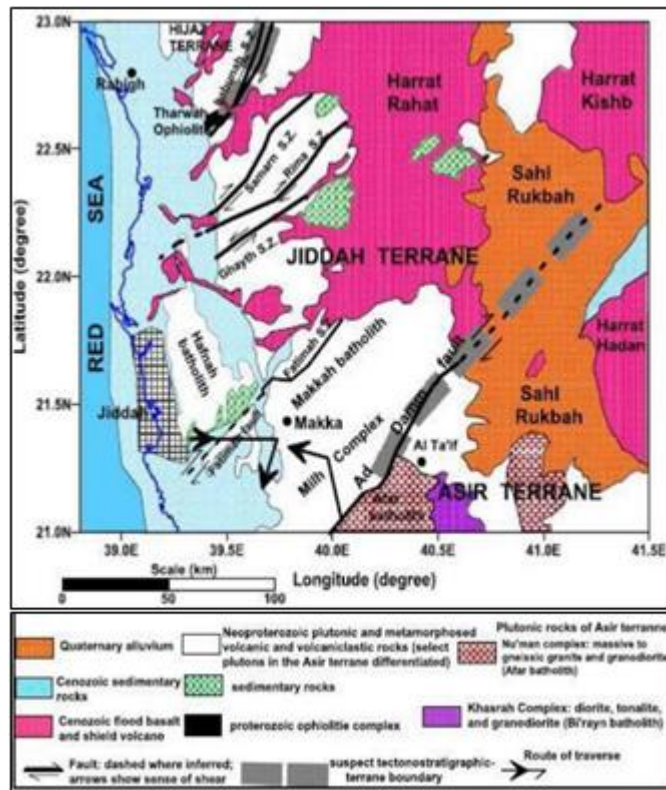 23.0N
22.5N
22.0N
21.5N
21.0N
Latitude (degree)
HIJAZ
TERRANE
Rabigh
Tharwah
Ophiolite
Samarn S.Z.
Rima S.Z
Ghayth S.Z.
Harrat
Rahat
Harrat
Kishb
Sahl
Rukbah
RED SEA
JIDDAH TERRANE
Hafnah
batholith
Fatimah S.Z.
Makkah batholith
Harrat
Hadan
Jiddah
Makka
Milh Complex
Ad Damm fault
Al Ta'if
Sahl
Rukbah
ASIR TERRANE
batholith
39.0E
39.5E
40.0E
40.5E
41.0E
41.5E
Scale (km)
0
50
100
Longitude (degree)
Quaternary alluvium
Neoproterozoic plutonic and metamorphosed
volcanic and volcaniclastic rocks (select
plutons in the Asir terrane differentiated)
Plutonic rocks of Asir terranne
Nu'man complex: massive to
gneissic granite and granodiorite
(Afar batholith)
Cenozoic sedimentary
rocks
sedimentary rocks
Cenozoic flood basalt
and shield volcano
proterozoic ophiolitie complex
Khasrah Complex: diorite, tonalite,
and granodiorite (Bi'rayn batholith)
Fault: dashed where inferred;
arrows show sense of shear
suspect tectonostratigraphic-
terrane boundary
Route of traverse